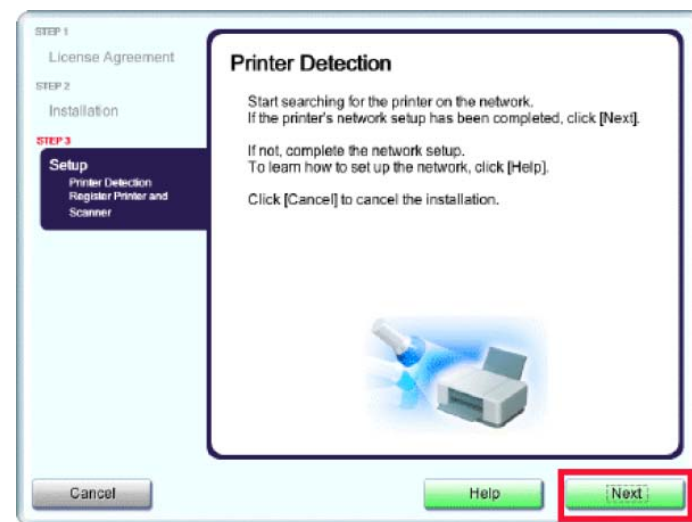 STEP 1
License Agreement
STEP 2
Installation
STEP 3
Setup
Printer Detection
Register Printer and
Scanner
Printer Detection
Start searching for the printer on the network.
If the printer's network setup has been completed, click [Next].
If not, complete the network setup.
To learn how to set up the network, click [Help].
Click [Cancel] to cancel the installation.
Cancel
Help
Next